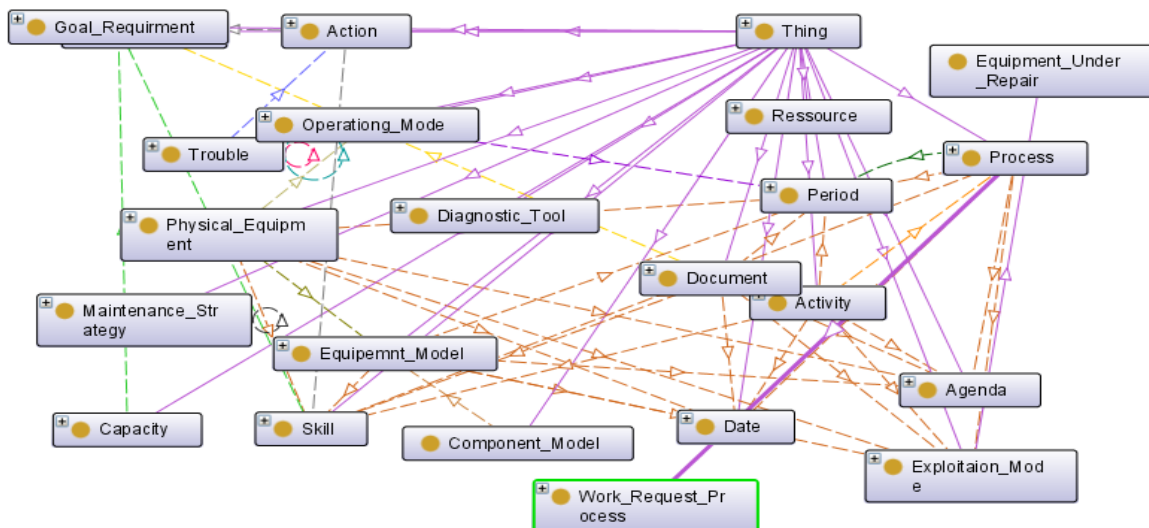 Goal_Requirment
Action
Thing
Equipment_Under
_Repair
Ressource
Operationg_Mode
Trouble
Process
Period
Physical_Equipm
ent
Diagnostic_Tool
Document
Activity
Maintenance_Str
ategy
Equipemnt_Model
Agenda
Capacity
Skill
Component_Model
Date
Exploitaion_Mod
e
Work_Request_Pr
ocess